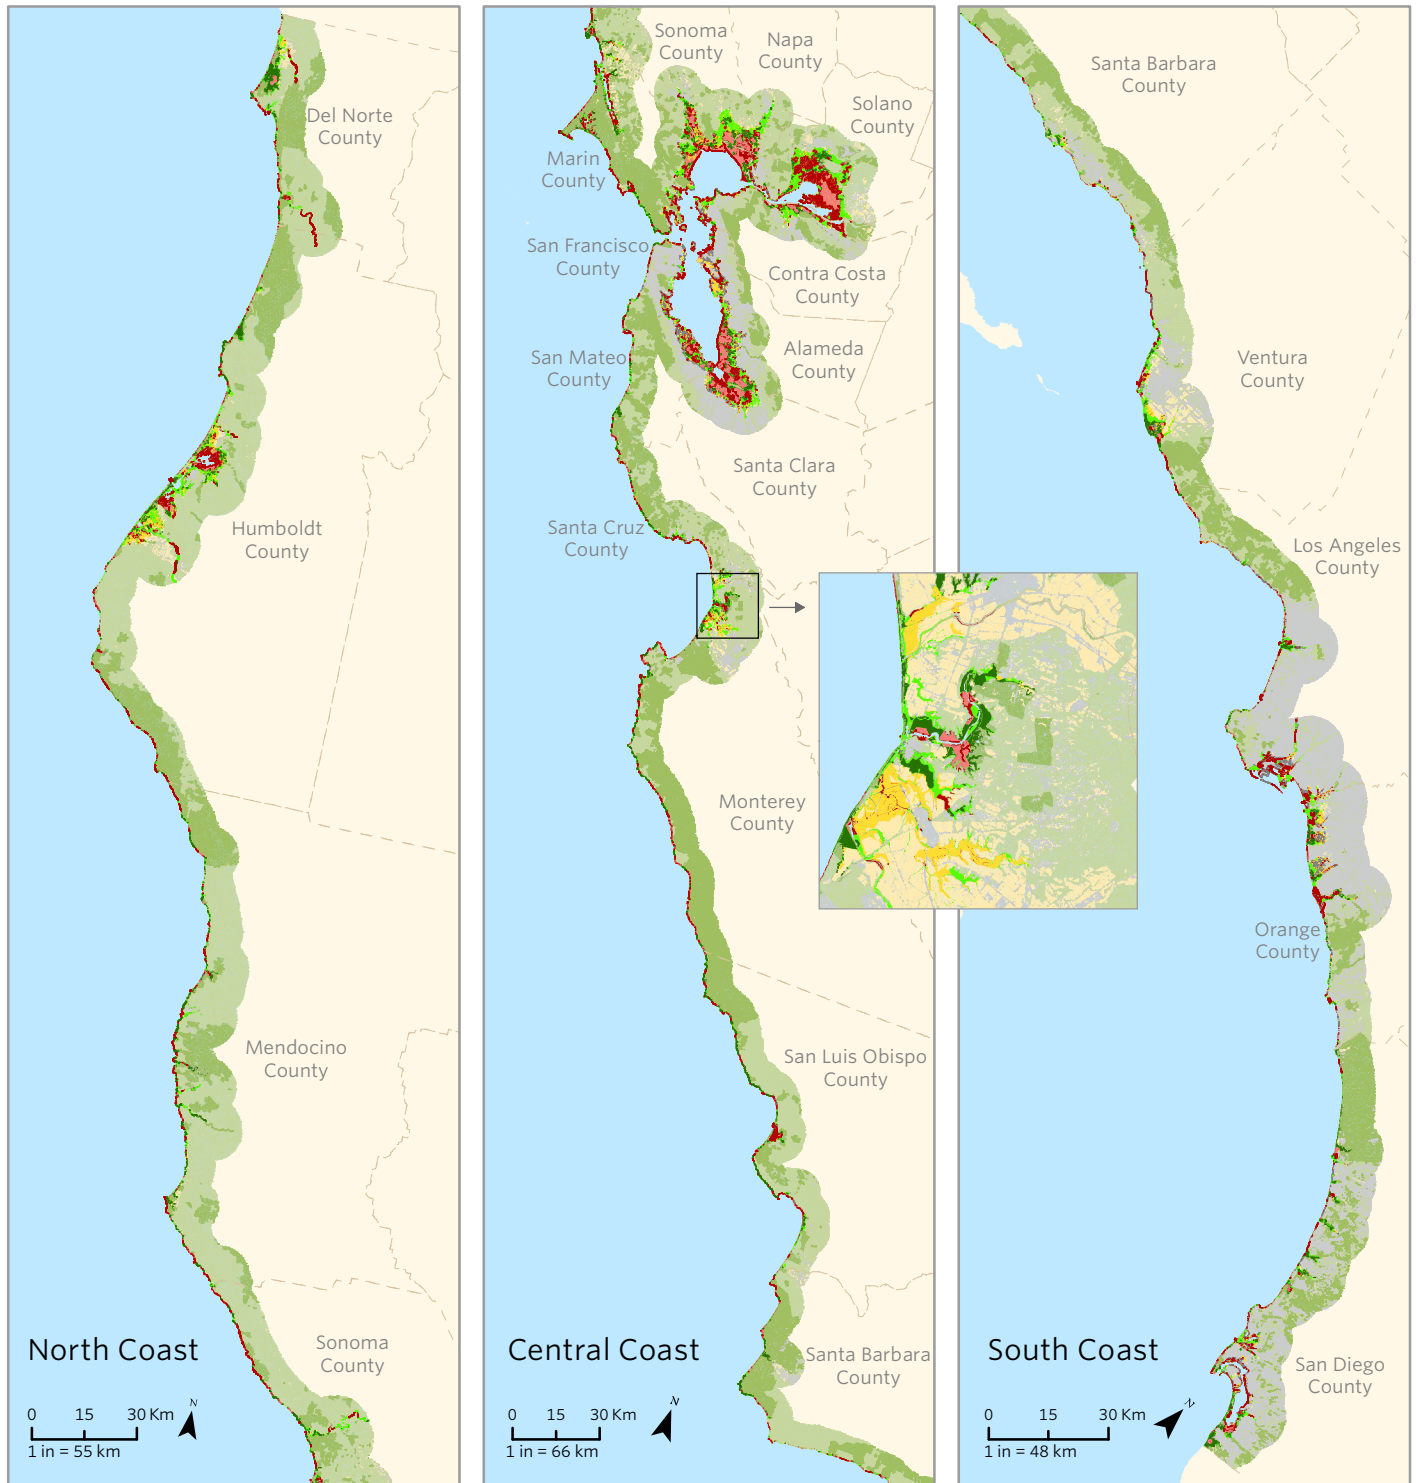 Del Norte
County
Humboldt
County
Mendocino
County
Sonoma
County
North Coast
N
0 15 30 Km
1 in = 55 km
Sonoma
County
Napa
County
Solano
County
Marin
County
San Francisco
County
Contra Costa
County
San Mateo
County
Alameda
County
Santa Clara
County
Santa Cruz
County
Monterey
County
San Luis Obispo
County
Santa Barbara
County
Central Coast
N
0 15 30 Km
1 in = 66 km
Santa Barbara
County
Ventura
County
Los Angeles
County
Orange
County
San Diego
County
South Coast
N
0 15 30 Km
1 in = 48 km